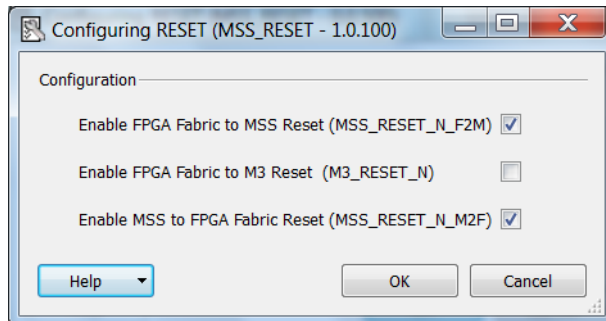 Configuring RESET (MSS_RESET - 1.0.100)
Configuration
Enable FPGA Fabric to MSS Reset (MSS_RESET_N_F2M)
Enable FPGA Fabric to M3 Reset (M3_RESET_N)
Enable MSS to FPGA Fabric Reset (MSS_RESET_N_M2F)
Help OK Cancel